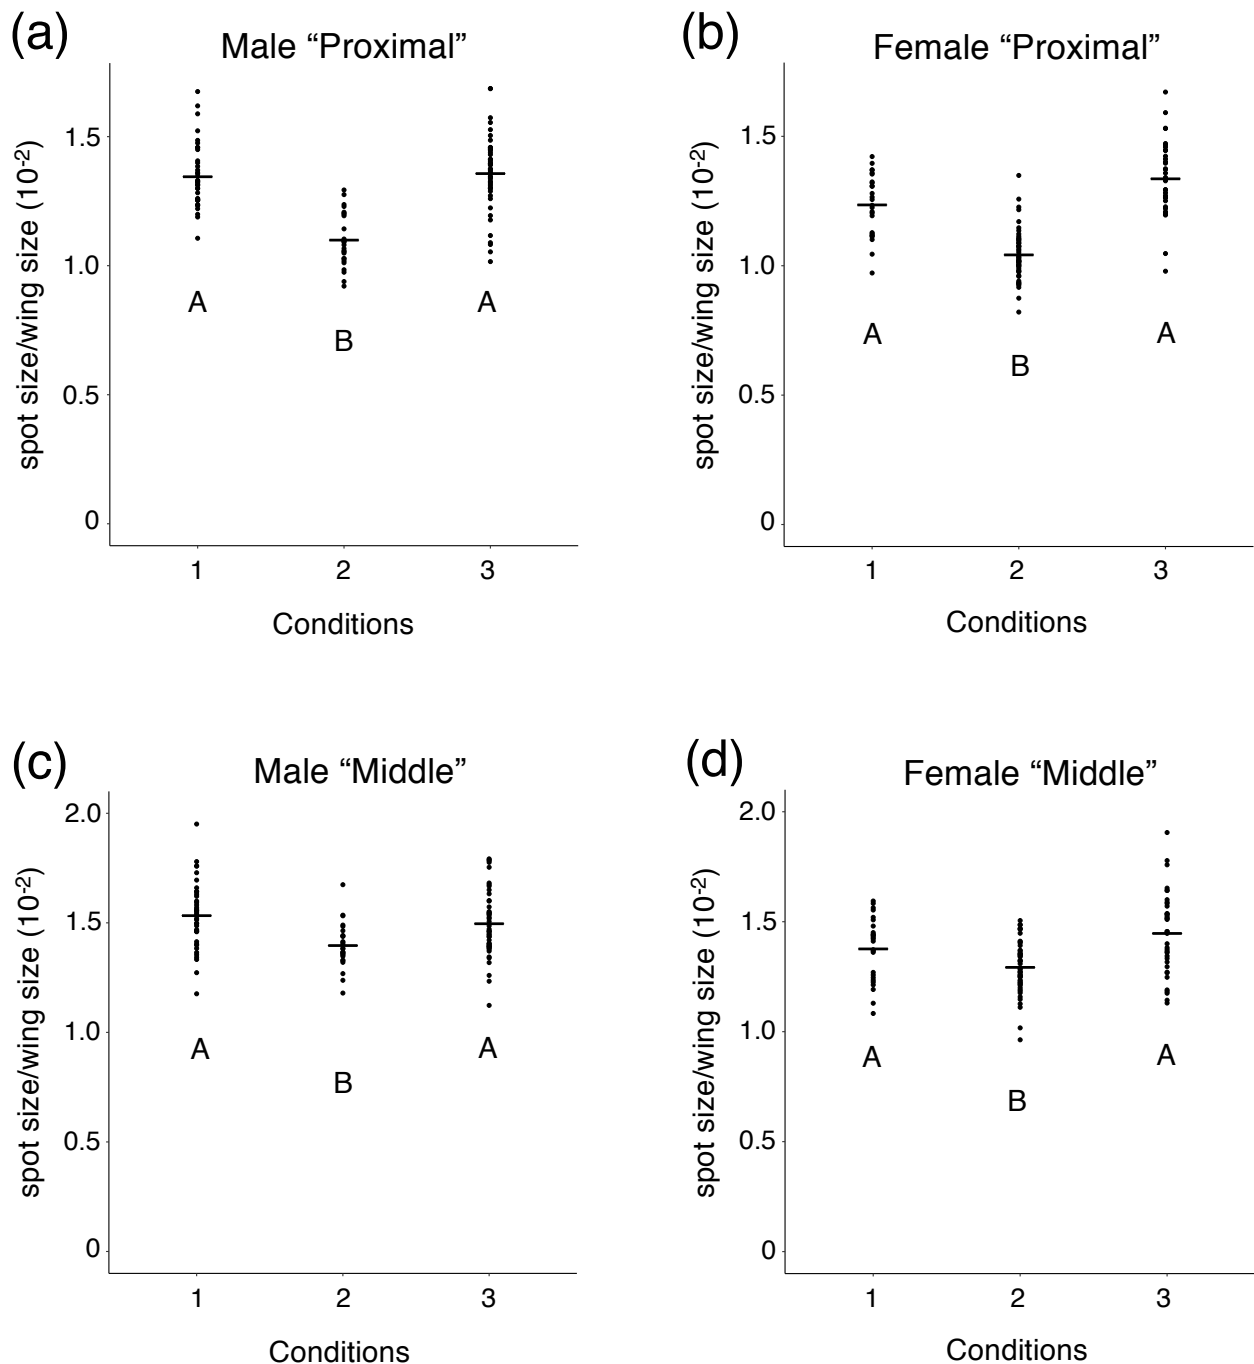 (a)
Male “Proximal”
spot size/wing size (10-2)
1.5
1.0
0.5
0
A
B
A
1 2 3
Conditions
(b)
Female “Proximal”
spot size/wing size (10-2)
1.5
1.0
0.5
0
A
B
A
1 2 3
Conditions
(c)
Male “Middle”
spot size/wing size (10-2)
2.0
1.5
1.0
0.5
0
A
B
A
1 2 3
Conditions
(d)
Female “Middle”
spot size/wing size (10-2)
2.0
1.5
1.0
0.5
0
A
B
A
1 2 3
Conditions